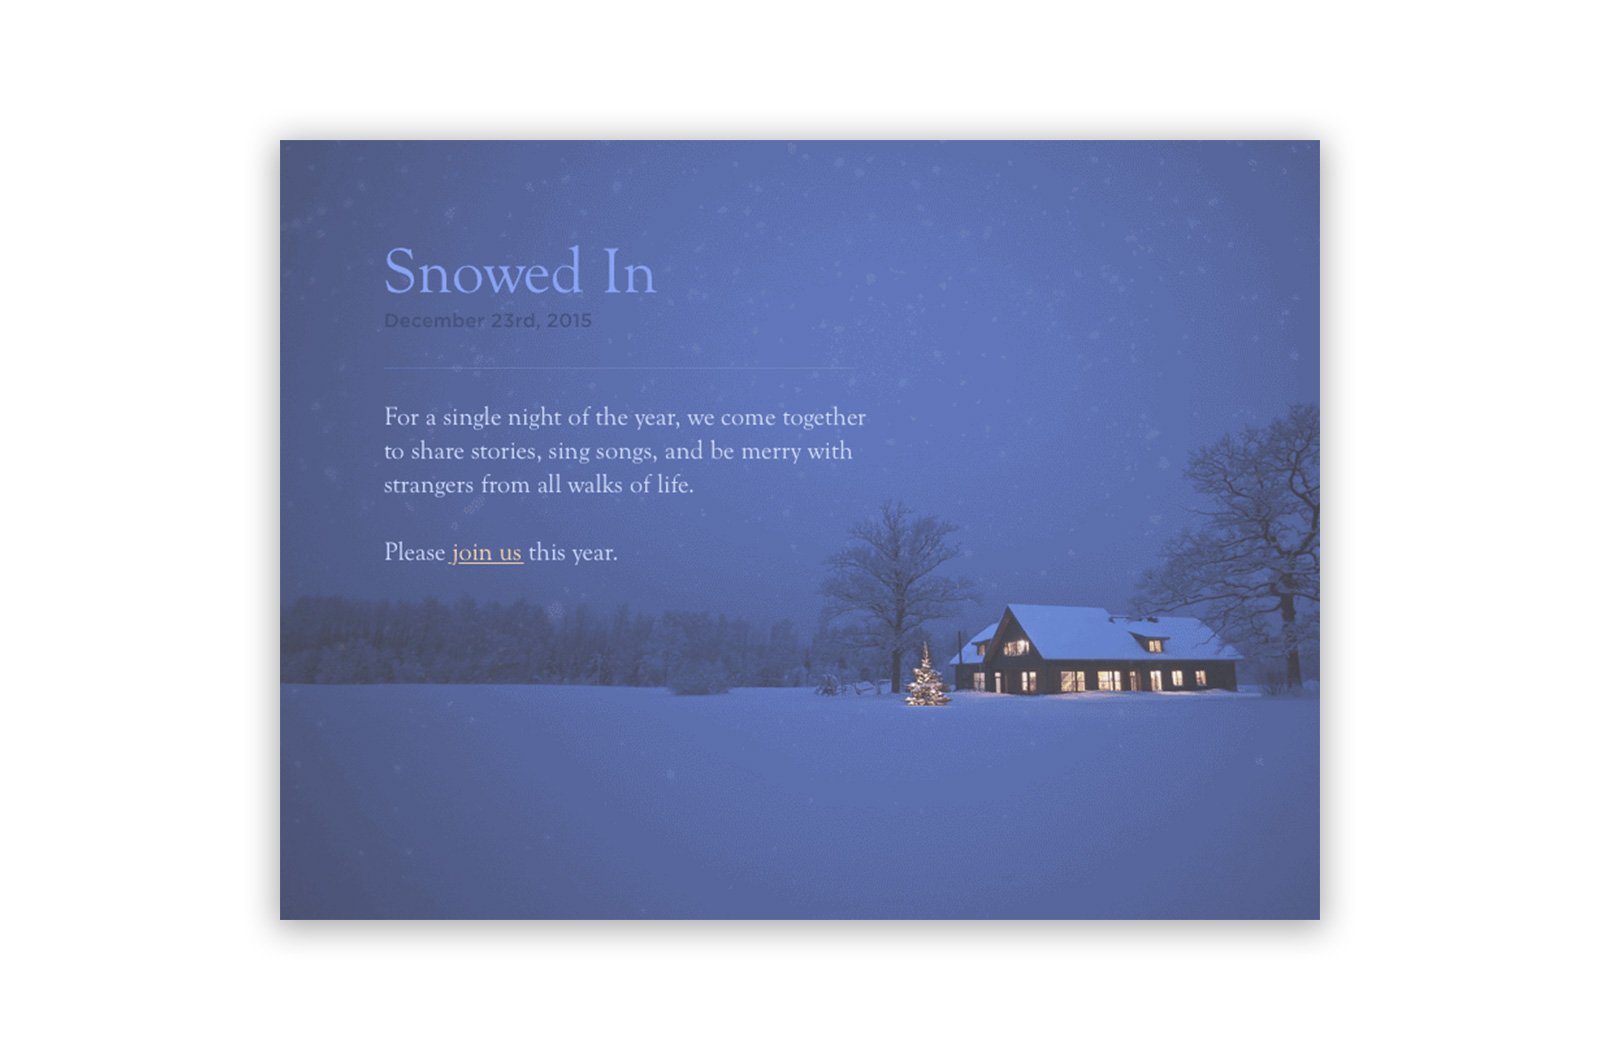 Snowed In
December 23rd, 2015
For a single night of the year, we come together
to share stories, sing songs, and be merry with
strangers from all walks of life.
Please join us this year.